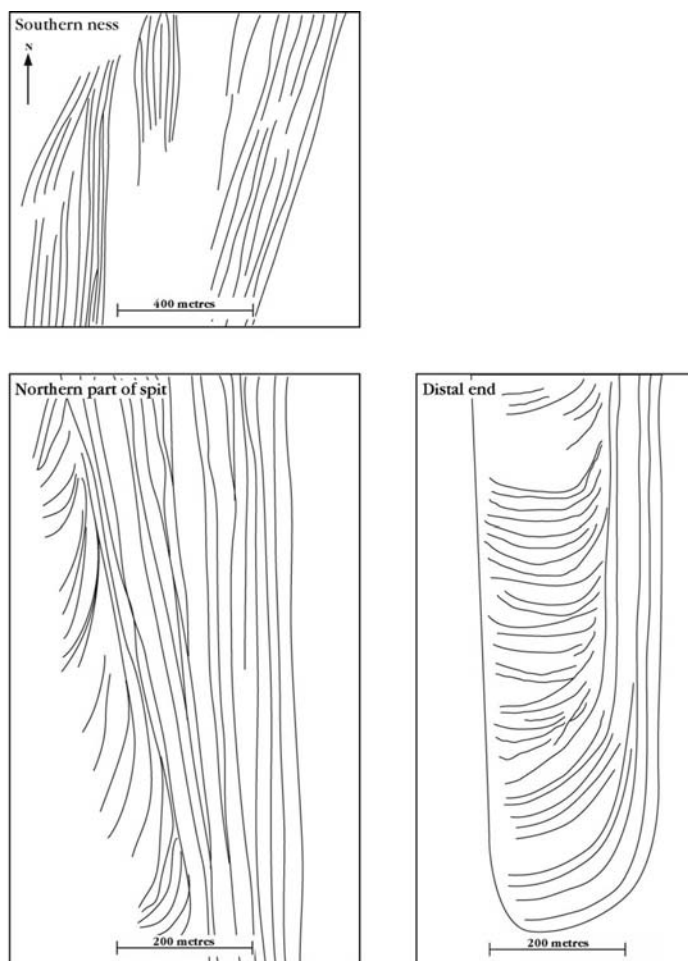 Southern ness
N
400 metres
Northern part of spit
200 metres
Distal end
200 metres